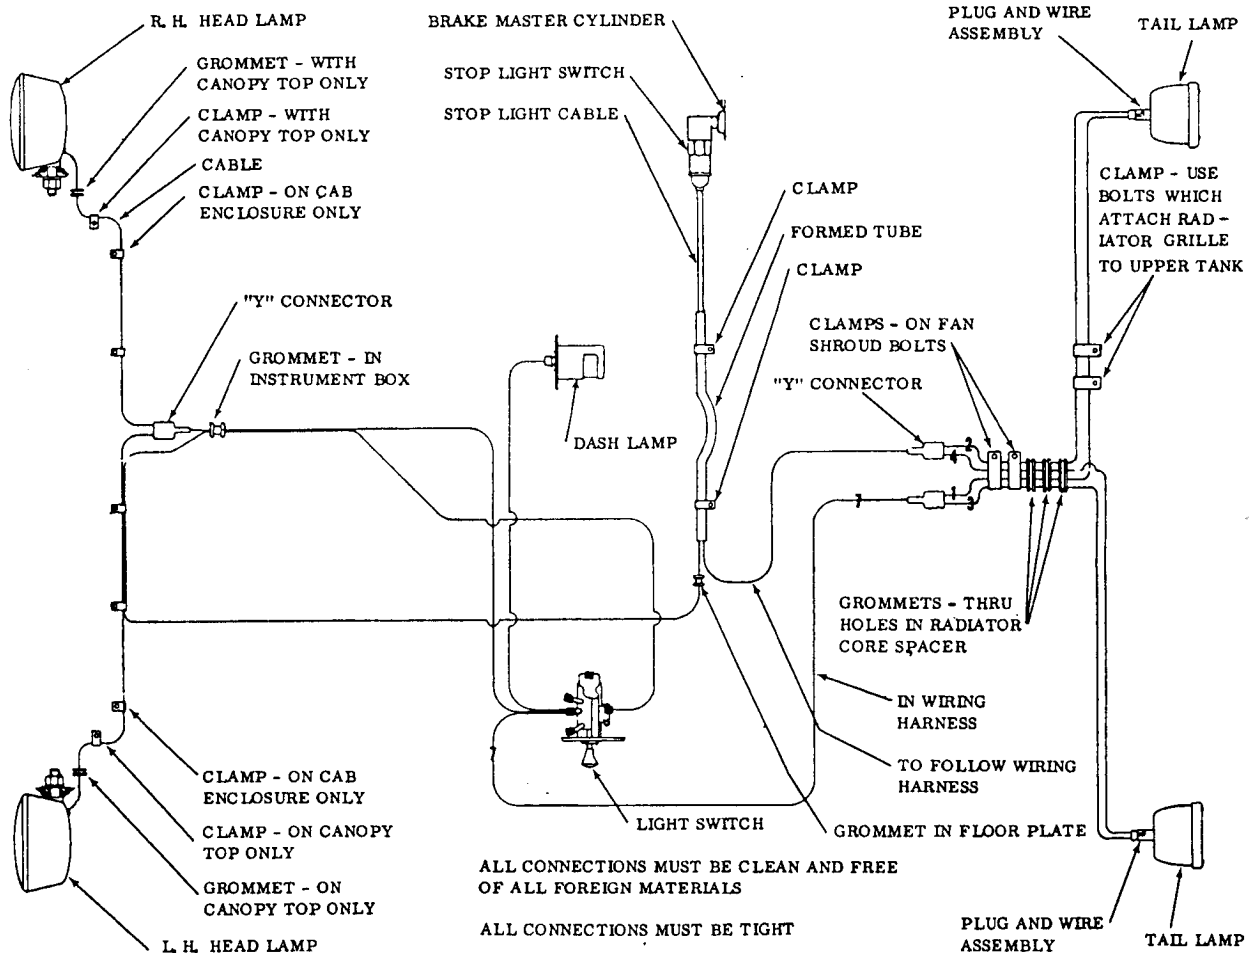 R. H. HEAD LAMP
GROMMET - WITH
CANOPY TOP ONLY
CLAMP - WITH
CANOPY TOP ONLY
CABLE
CLAMP - ON CAB
ENCLOSURE ONLY
"Y" CONNECTOR
GROMMET - IN
INSTRUMENT BOX
BRAKE MASTER CYLINDER
STOP LIGHT SWITCH
STOP LIGHT CABLE
CLAMP
FORMED TUBE
CLAMP
DASH LAMP
PLUG AND WIRE
ASSEMBLY
TAIL LAMP
CLAMP - USE
BOLTS WHICH
ATTACH RAD -
IATOR GRILLE
TO UPPER TANK
CLAMPS - ON FAN
SHROUD BOLTS
"Y" CONNECTOR
2
4
1
3
7
GROMMETS - THRU
HOLES IN RADIATOR
CORE SPACER
IN WIRING
HARNESS
TO FOLLOW WIRING
HARNESS
GROMMET IN FLOOR PLATE
7
LIGHT SWITCH
CLAMP - ON CAB
ENCLOSURE ONLY
CLAMP - ON CANOPY
TOP ONLY
GROMMET - ON
CANOPY TOP ONLY
L. H. HEAD LAMP
ALL CONNECTIONS MUST BE CLEAN AND FREE
OF ALL FOREIGN MATERIALS
ALL CONNECTIONS MUST BE TIGHT
PLUG AND WIRE
ASSEMBLY
TAIL LAMP